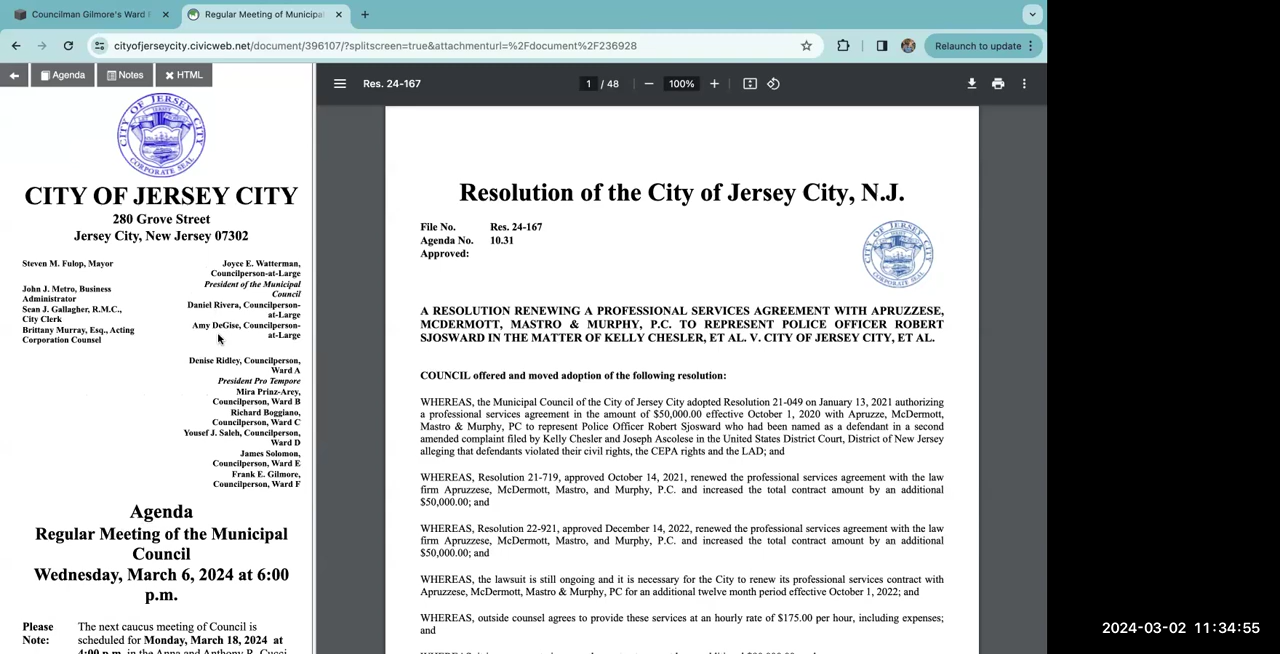 Councilman Gilmore's Ward F
Regular Meeting of Municipal
cityofjerseycity.civicweb.net/document/396107/?splitscreen=true&attachmenturl=%2Fdocument%2F236928
Relaunch to update
Agenda
Notes
HTML
Res. 24-167
1 / 48
100%
CITY OF JERSEY CITY
CORPORATE SEAL
CITY OF JERSEY CITY
280 Grove Street
Jersey City, New Jersey 07302
Steven M. Fulop, Mayor
John J. Metro, Business
Administrator
Sean J. Gallagher, R.M.C.,
City Clerk
Brittany Murray, Esq., Acting
Corporation Counsel
Joyce E. Watterman,
Councilperson-at-Large
President of the Municipal
Council
Daniel Rivera, Councilperson-
at-Large
Amy DeGise, Councilperson-
at-Large
Denise Ridley, Councilperson,
Ward A
President Pro Tempore
Mira Prinz-Arey,
Councilperson, Ward B
Richard Boggiano,
Councilperson, Ward C
Yousef J. Saleh, Councilperson,
Ward D
James Solomon,
Councilperson, Ward E
Frank E. Gilmore,
Councilperson, Ward F
Agenda
Regular Meeting of the Municipal
Council
Wednesday, March 6, 2024 at 6:00
p.m.
Please
Note:
The next caucus meeting of Council is
scheduled for Monday, March 18, 2024 at
4:00 p.m. in the Anna and Anthony R. Cucci
Resolution of the City of Jersey City, N.J.
File No. Res. 24-167
Agenda No. 10.31
Approved:
A RESOLUTION RENEWING A PROFESSIONAL SERVICES AGREEMENT WITH APRUZZESE,
MCDERMOTT, MASTRO & MURPHY, P.C. TO REPRESENT POLICE OFFICER ROBERT
SJOSWARD IN THE MATTER OF KELLY CHESLER, ET AL. V. CITY OF JERSEY CITY, ET AL.
COUNCIL offered and moved adoption of the following resolution:
WHEREAS, the Municipal Council of the City of Jersey City adopted Resolution 21-049 on January 13, 2021 authorizing
a professional services agreement in the amount of $50,000.00 effective October 1, 2020 with Apruzze, McDermott,
Mastro & Murphy, PC to represent Police Officer Robert Sjosward who had been named as a defendant in a second
amended complaint filed by Kelly Chesler and Joseph Ascolese in the United States District Court, District of New Jersey
alleging that defendants violated their civil rights, the CEPA rights and the LAD; and
WHEREAS, Resolution 21-719, approved October 14, 2021, renewed the professional services agreement with the law
firm Apruzzese, McDermott, Mastro, and Murphy, P.C. and increased the total contract amount by an additional
$50,000.00; and
WHEREAS, Resolution 22-921, approved December 14, 2022, renewed the professional services agreement with the law
firm Apruzzese, McDermott, Mastro, and Murphy, P.C. and increased the total contract amount by an additional
$50,000.00; and
WHEREAS, the lawsuit is still ongoing and it is necessary for the City to renew its professional services contract with
Apruzzese, McDermott, Mastro & Murphy, PC for an additional twelve month period effective October 1, 2022; and
WHEREAS, outside counsel agrees to provide these services at an hourly rate of $175.00 per hour, including expenses;
and
2024-03-02 11:34:55